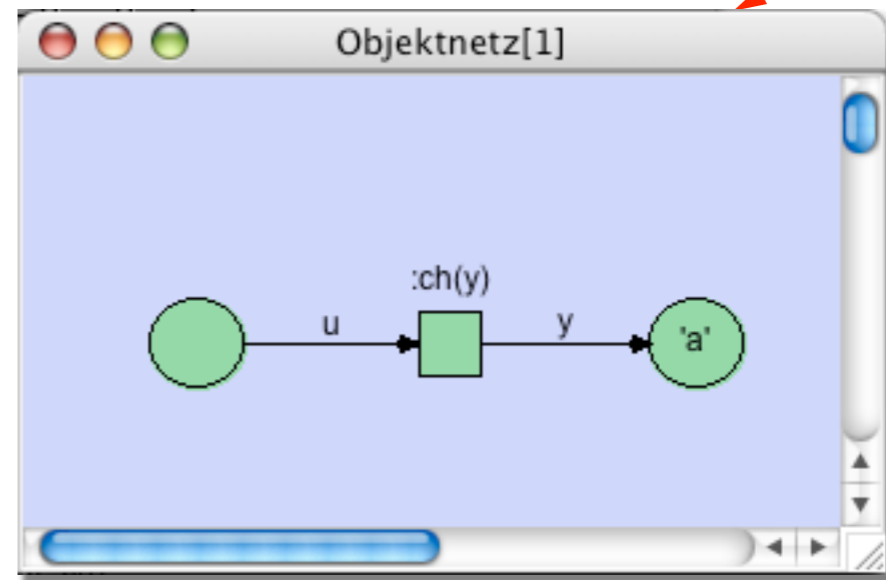 Objektnetz[1]
:ch(y)
u
y
'a'